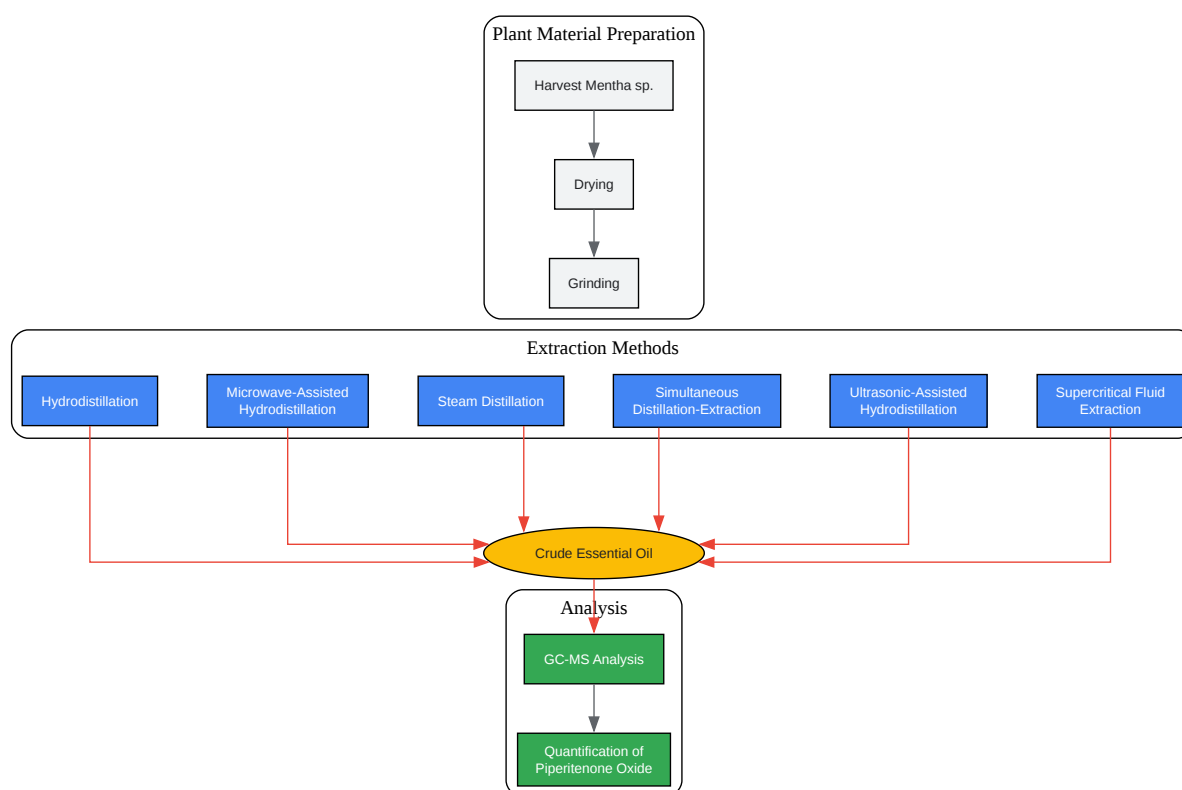 Plant Material Preparation
Harvest Mentha sp.
Drying
Grinding
Extraction Methods
Hydrodistillation
Microwave-Assisted
Hydrodistillation
Steam Distillation
Simultaneous
Distillation-Extraction
Ultrasonic-Assisted
Hydrodistillation
Supercritical Fluid
Extraction
Crude Essential Oil
Analysis
GC-MS Analysis
Quantification of
Piperitenone Oxide